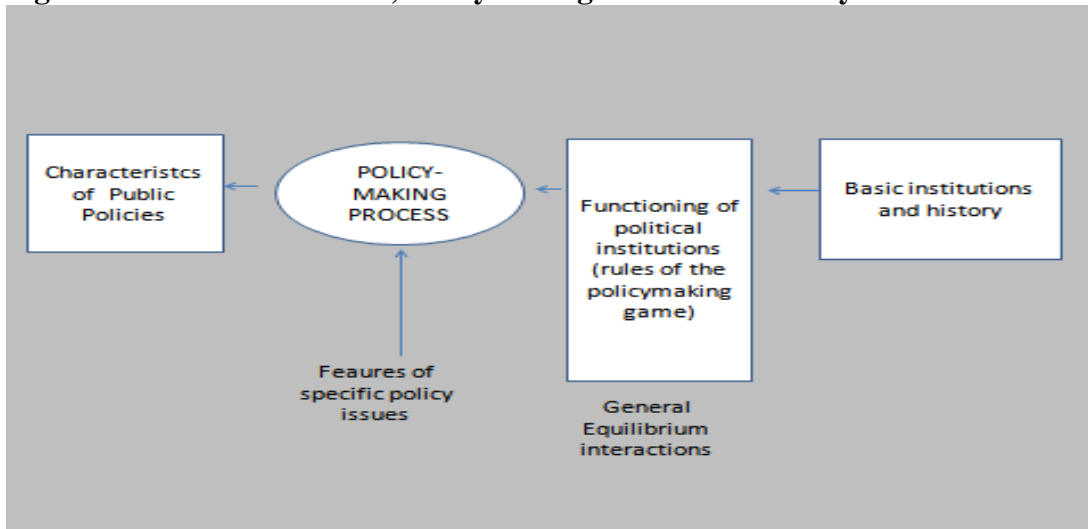 Characteristcs
of Public
Policies
POLICY-
MAKING
PROCESS
Functioning of
political
institutions
(rules of the
policymaking
game)
Basic institutions
and history
Feaures of
specific policy
issues
General
Equilibrium
interactions